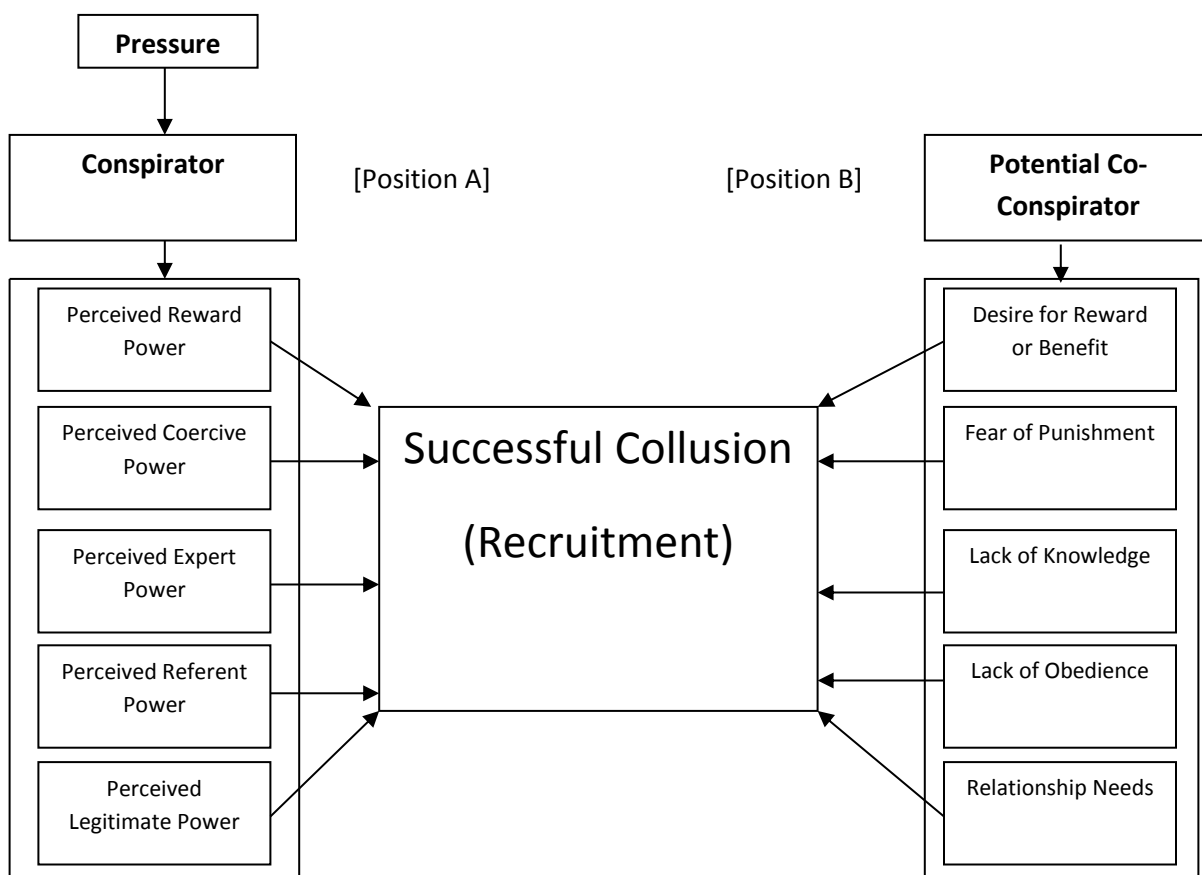 Pressure
Conspirator
[Position A]
[Position B]
Potential Co-
Conspirator
Perceived Reward
Power
Perceived Coercive
Power
Perceived Expert
Power
Perceived Referent
Power
Perceived
Legitimate Power
Successful Collusion
(Recruitment)
Desire for Reward
or Benefit
Fear of Punishment
Lack of Knowledge
Lack of Obedience
Relationship Needs